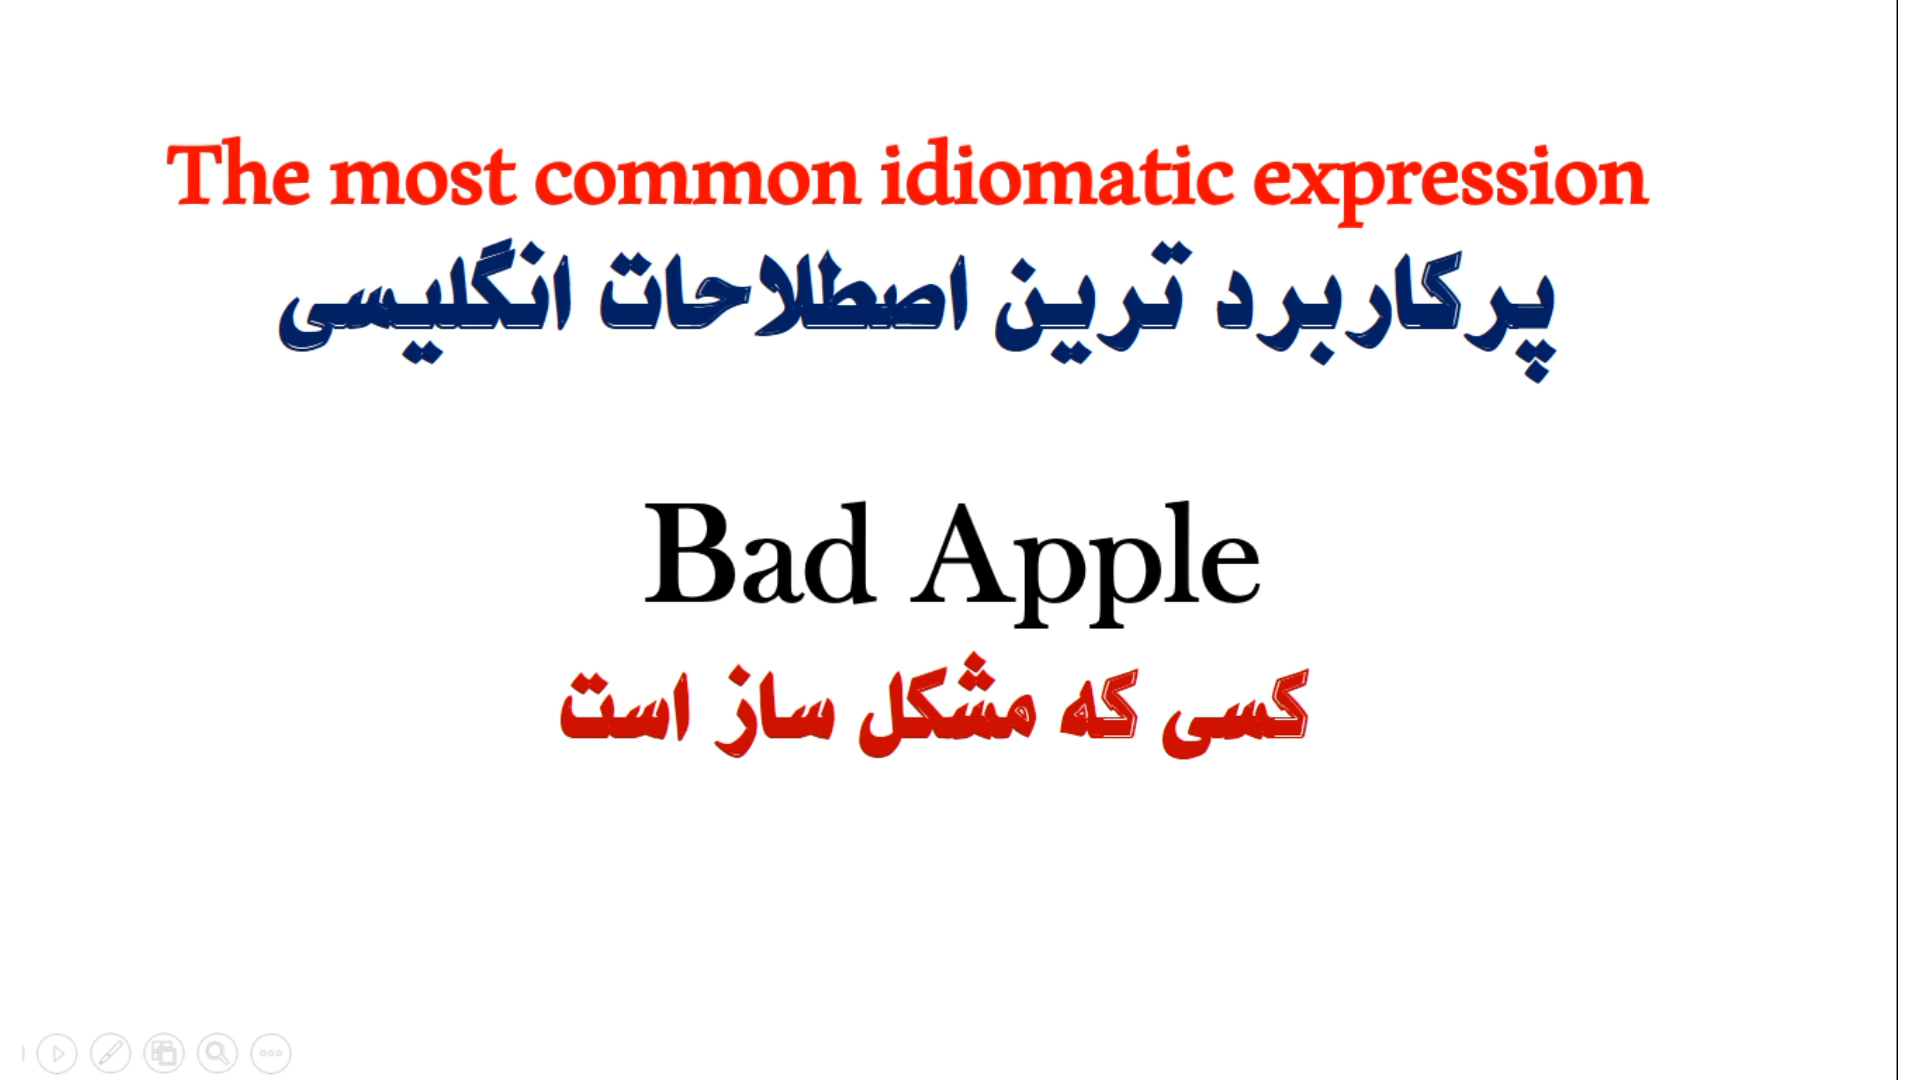 The most common idiomatic expression
پرکاربرد ترین اصطلاحات انگلیسی
Bad Apple
کسی که مشکل ساز است